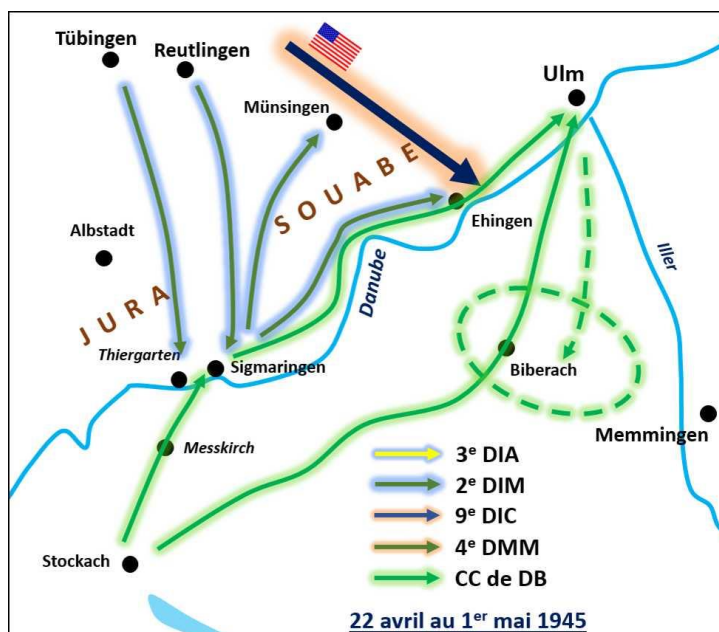 Tübingen
Reutlingen
Ulm
Münsingen
SOUABE
Ehingen
Albstadt
Iller
Danube
JURA
Thiergarten
Sigmaringen
Biberach
Memmingen
Messkirch
3e DIA
2e DIM
9e DIC
4e DMM
Stockach
CC de DB
22 avril au 1er mai 1945